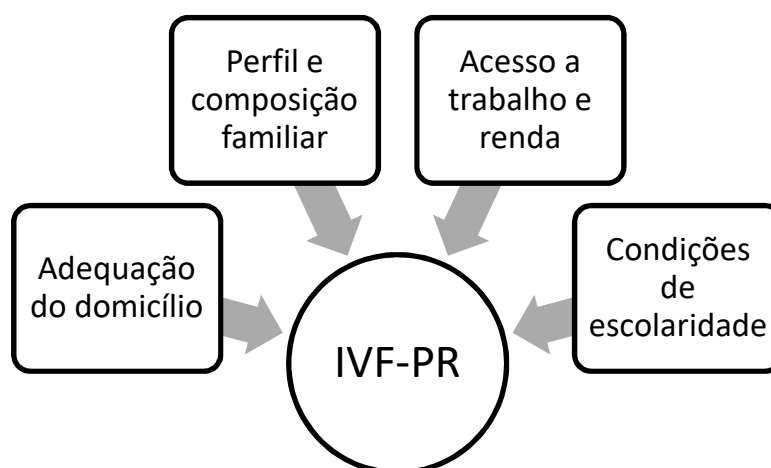 Perfil e
composição
familiar
Acesso a
trabalho e
renda
Adequação
do domicílio
Condições
de
escolaridade
IVF-PR